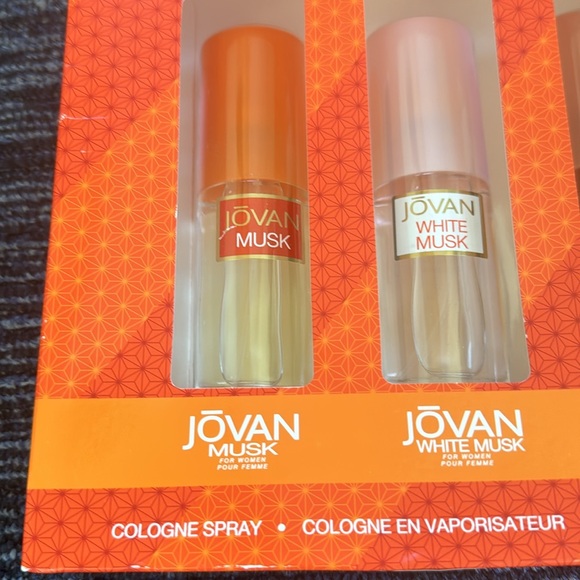 JŌVAN
MUSK
JŌVAN
WHITE
MUSK
JŌVAN
MUSK
FOR WOMEN
POUR FEMME
JŌVAN
WHITE MUSK
FOR WOMEN
POUR FEMME
COLOGNE SPRAY • COLOGNE EN VAPORISATEUR